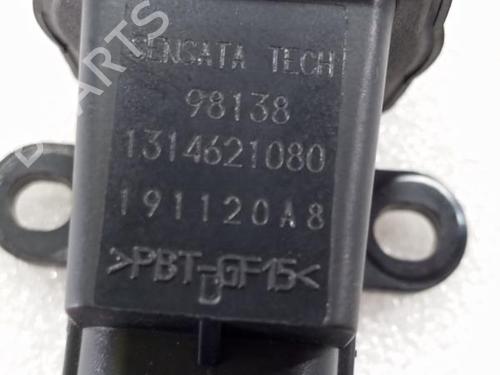 SENSATA TECH
98138
1314621080
191120A8
>PBT-GF15<
D